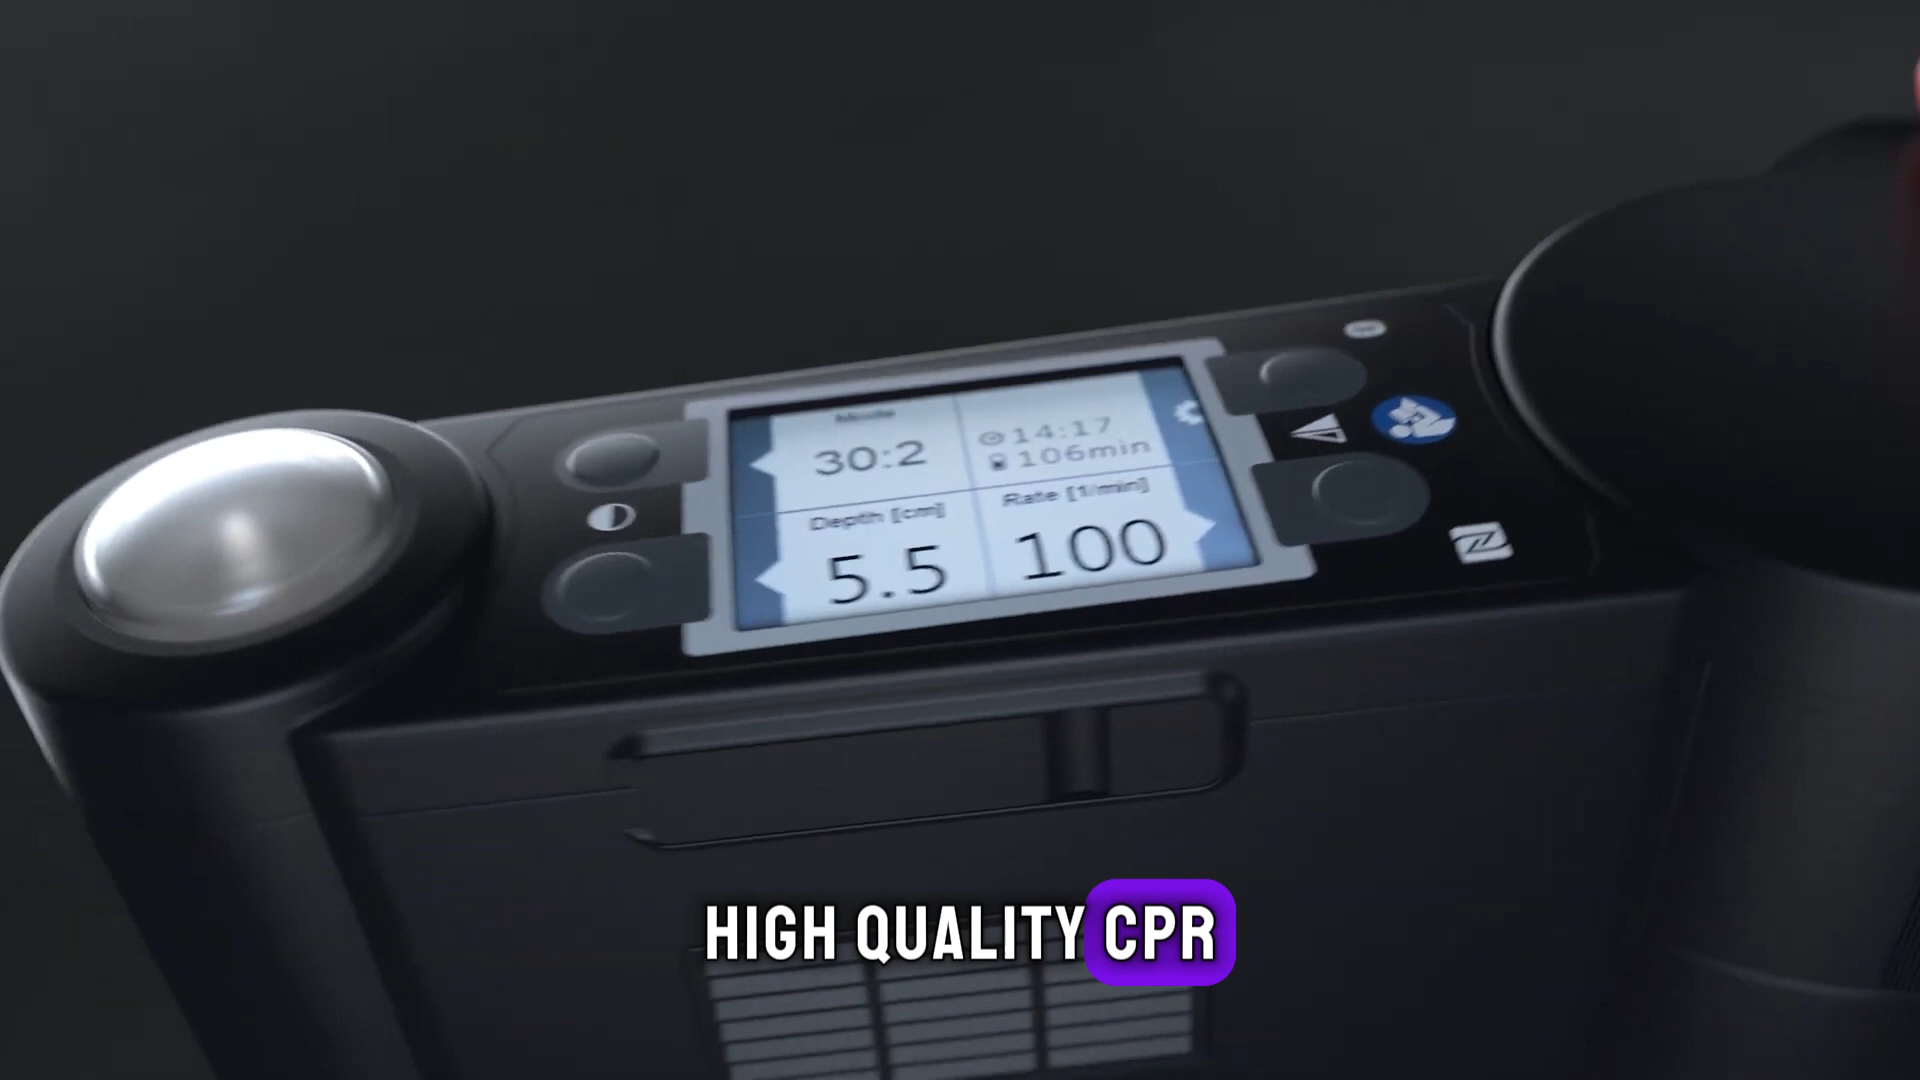 Mode
30:2
14:17
106min
Depth [cm]
5.5
Rate [1/min]
100
HIGH QUALITY CPR